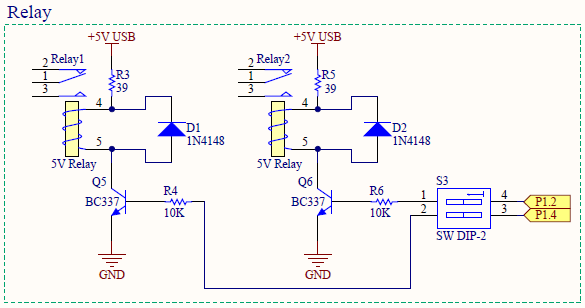 Relay
+5V USB
+5V USB
2 Relay1
1
3
R3
39
2 Relay2
1
3
R5
39
4
4
D1
1N4148
D2
1N4148
5
5
5V Relay
5V Relay
Q5
BC337
R4
10K
Q6
BC337
R6
10K
S3
1
2
4
3
P1.2
P1.4
SW DIP-2
GND
GND